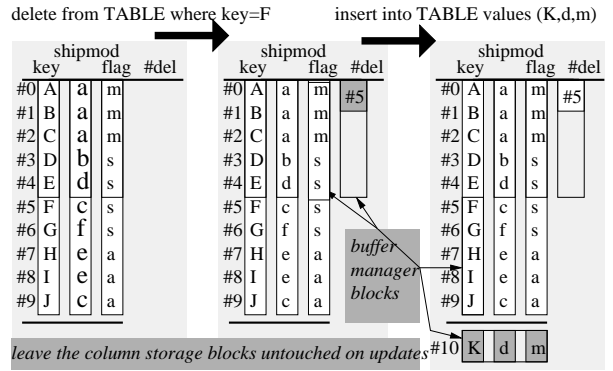 delete from TABLE where key=F
insert into TABLE values (K,d,m)
shipmod
key flag #del
#0 A a m
#1 B a m
#2 C a m
#3 D b s
#4 E d s
#5 F c s
#6 G f s
#7 H e a
#8 I e a
#9 J c a
shipmod
key flag #del
#0 A a m #5
#1 B a m
#2 C a m
#3 D b s
#4 E d s
#5 F c s
#6 G f s
#7 H e a
#8 I e a
#9 J c a
buffer
manager
blocks
shipmod
key flag #del
#0 A a m #5
#1 B a m
#2 C a m
#3 D b s
#4 E d s
#5 F c s
#6 G f s
#7 H e a
#8 I e a
#9 J c a
#10 K d m
leave the column storage blocks untouched on updates